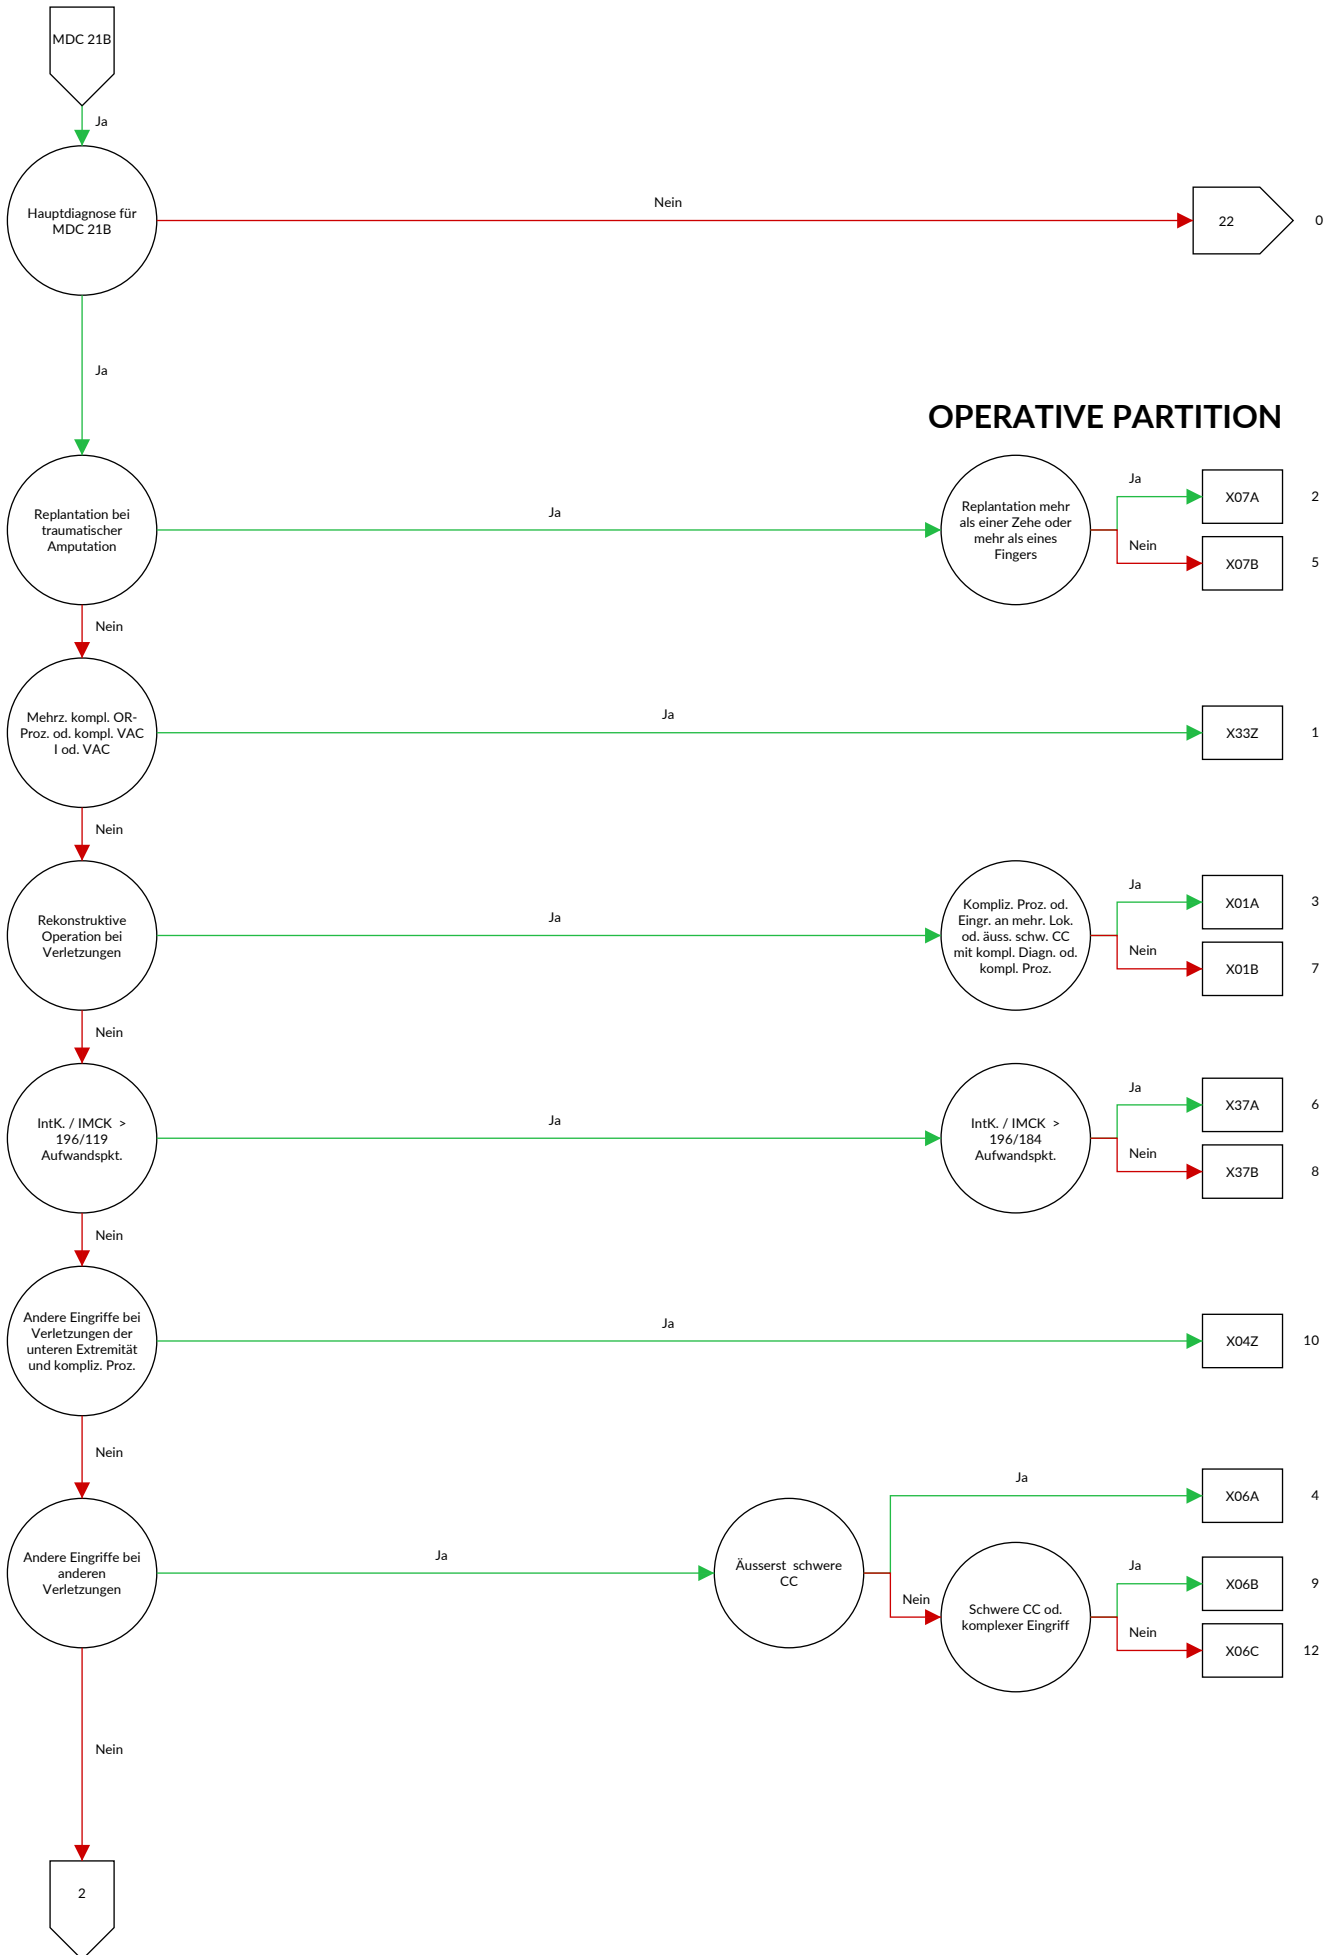 MDC 21B
Ja
Hauptdiagnose für
MDC 21B
Nein
22
0
Ja
OPERATIVE PARTITION
Replantation bei
traumatischer
Amputation
Ja
Replantation mehr
als einer Zehe oder
mehr als eines
Fingers
Ja
X07A
2
Nein
X07B
5
Nein
Mehrz. kompl. OR-
Proz. od. kompl. VAC
I od. VAC
Ja
X33Z
1
Nein
Rekonstruktive
Operation bei
Verletzungen
Ja
Kompliz. Proz. od.
Eingr. an mehr. Lok.
od. äuss. schw. CC
mit kompl. Diagn. od.
kompl. Proz.
Ja
X01A
3
Nein
X01B
7
Nein
IntK. / IMCK >
196/119
Aufwandspkt.
Ja
IntK. / IMCK >
196/184
Aufwandspkt.
Ja
X37A
6
Nein
X37B
8
Nein
Andere Eingriffe bei
Verletzungen der
unteren Extremität
und kompliz. Proz.
Ja
X04Z
10
Nein
Andere Eingriffe bei
anderen
Verletzungen
Ja
Äusserst schwere
CC
Ja
X06A
4
Nein
Schwere CC od.
komplexer Eingriff
Ja
X06B
9
Nein
X06C
12
Nein
2